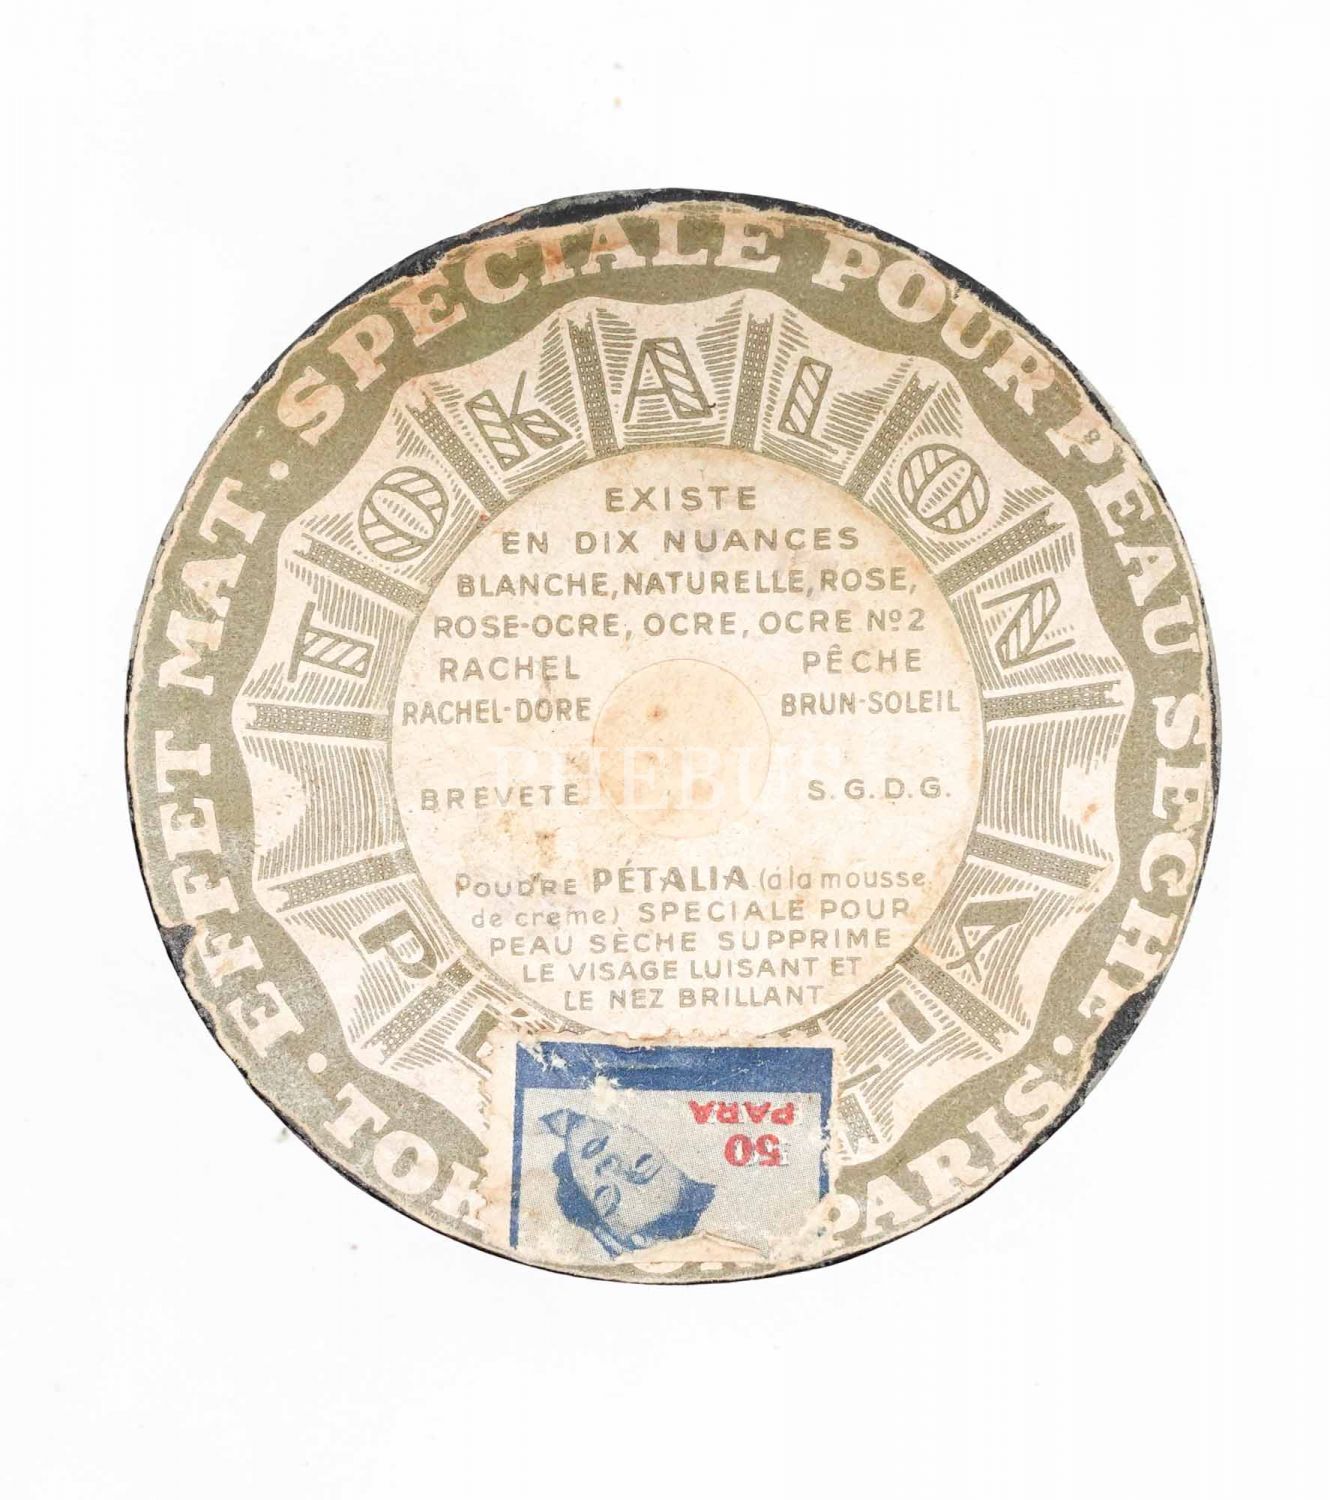 EFFET MAT · SPECIALE POUR PEAU SECHE ·
PARIS ·
TOKALON
EXISTE
EN DIX NUANCES
BLANCHE, NATURELLE, ROSE,
ROSE-OCRE, OCRE, OCRE Nº2
RACHEL PÊCHE
RACHEL-DORE BRUN-SOLEIL
PHEBUS
BREVETE S.G.D.G.
POUDRE PÉTALIA (á la mousse
de creme) SPECIALE POUR
PEAU SÈCHE SUPPRIME
LE VISAGE LUISANT ET
LE NEZ BRILLANT
50
PARA